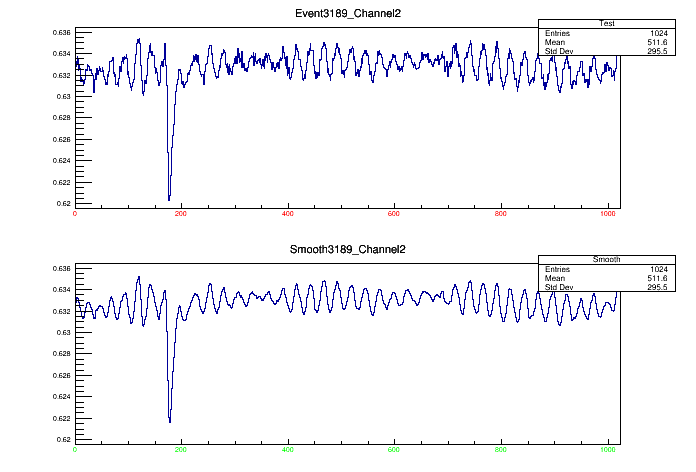 Event3189_Channel2
Test
Entries 1024
Mean 511.6
Std Dev 295.5
0.636
0.634
0.632
0.63
0.628
0.626
0.624
0.622
0.62
0 200 400 600 800 1000
Smooth3189_Channel2
Smooth
Entries 1024
Mean 511.6
Std Dev 295.5
0.636
0.634
0.632
0.63
0.628
0.626
0.624
0.622
0.62
0 200 400 600 800 1000